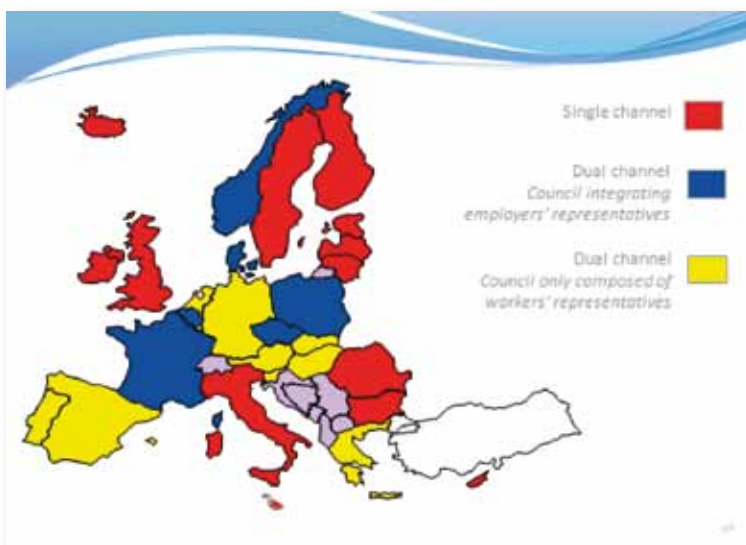 Single channel
Dual channel
Council integrating
employers' representatives
Dual channel
Council only composed of
workers' representatives